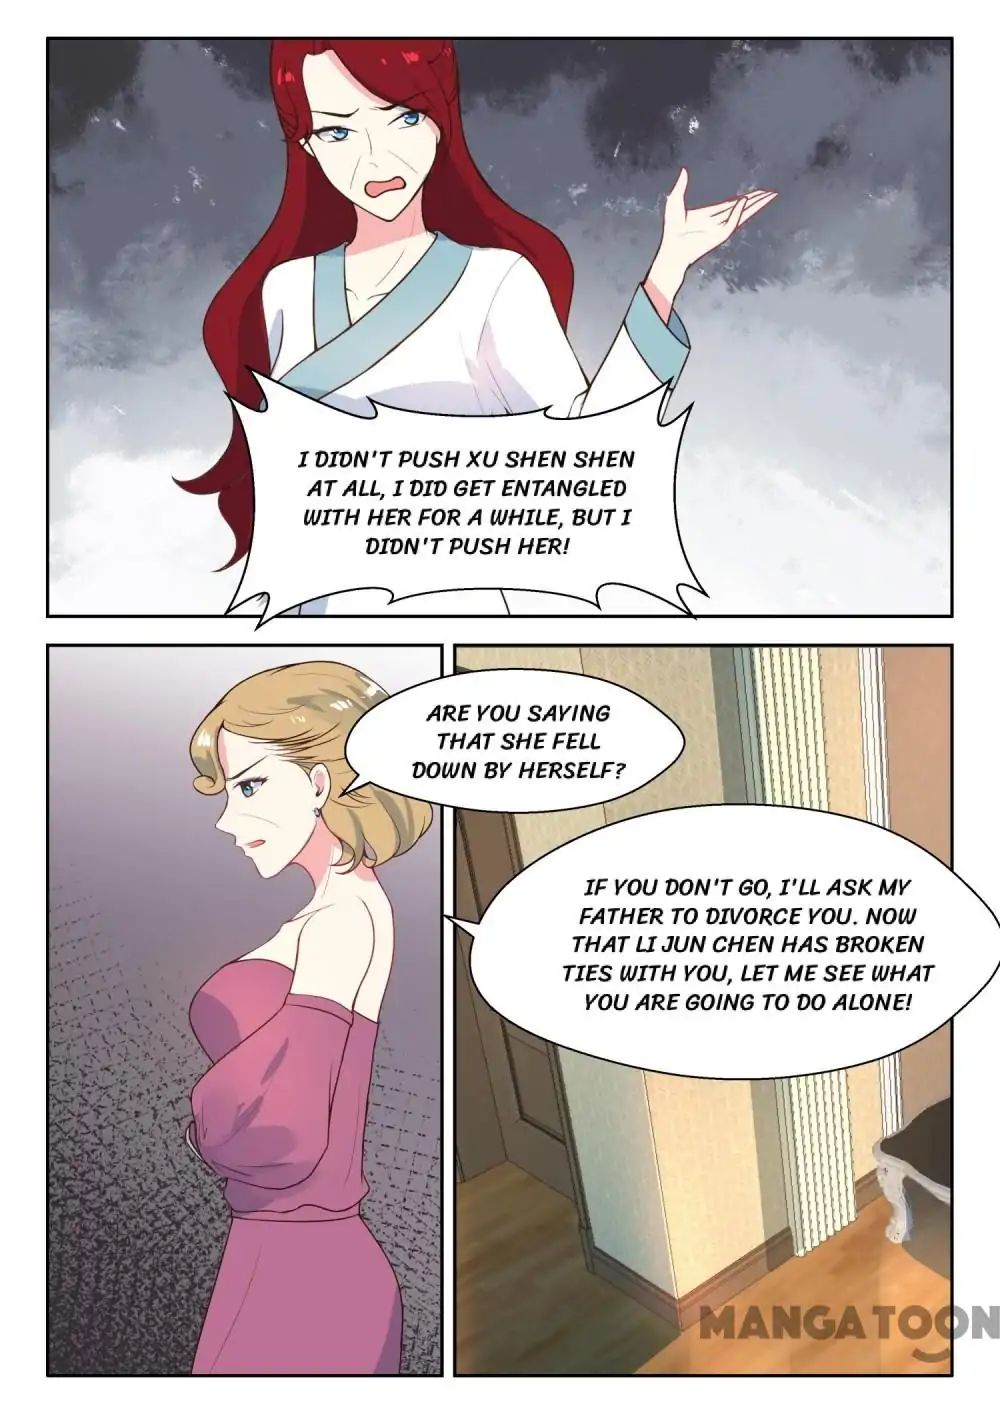 I DIDN'T PUSH XU SHEN SHEN
AT ALL, I DID GET ENTANGLED
WITH HER FOR A WHILE, BUT I
DIDN'T PUSH HER!
ARE YOU SAYING
THAT SHE FELL
DOWN BY HERSELF?
IF YOU DON'T GO, I'LL ASK MY
FATHER TO DIVORCE YOU. NOW
THAT LI JUN CHEN HAS BROKEN
TIES WITH YOU, LET ME SEE WHAT
YOU ARE GOING TO DO ALONE!
MANGATOON